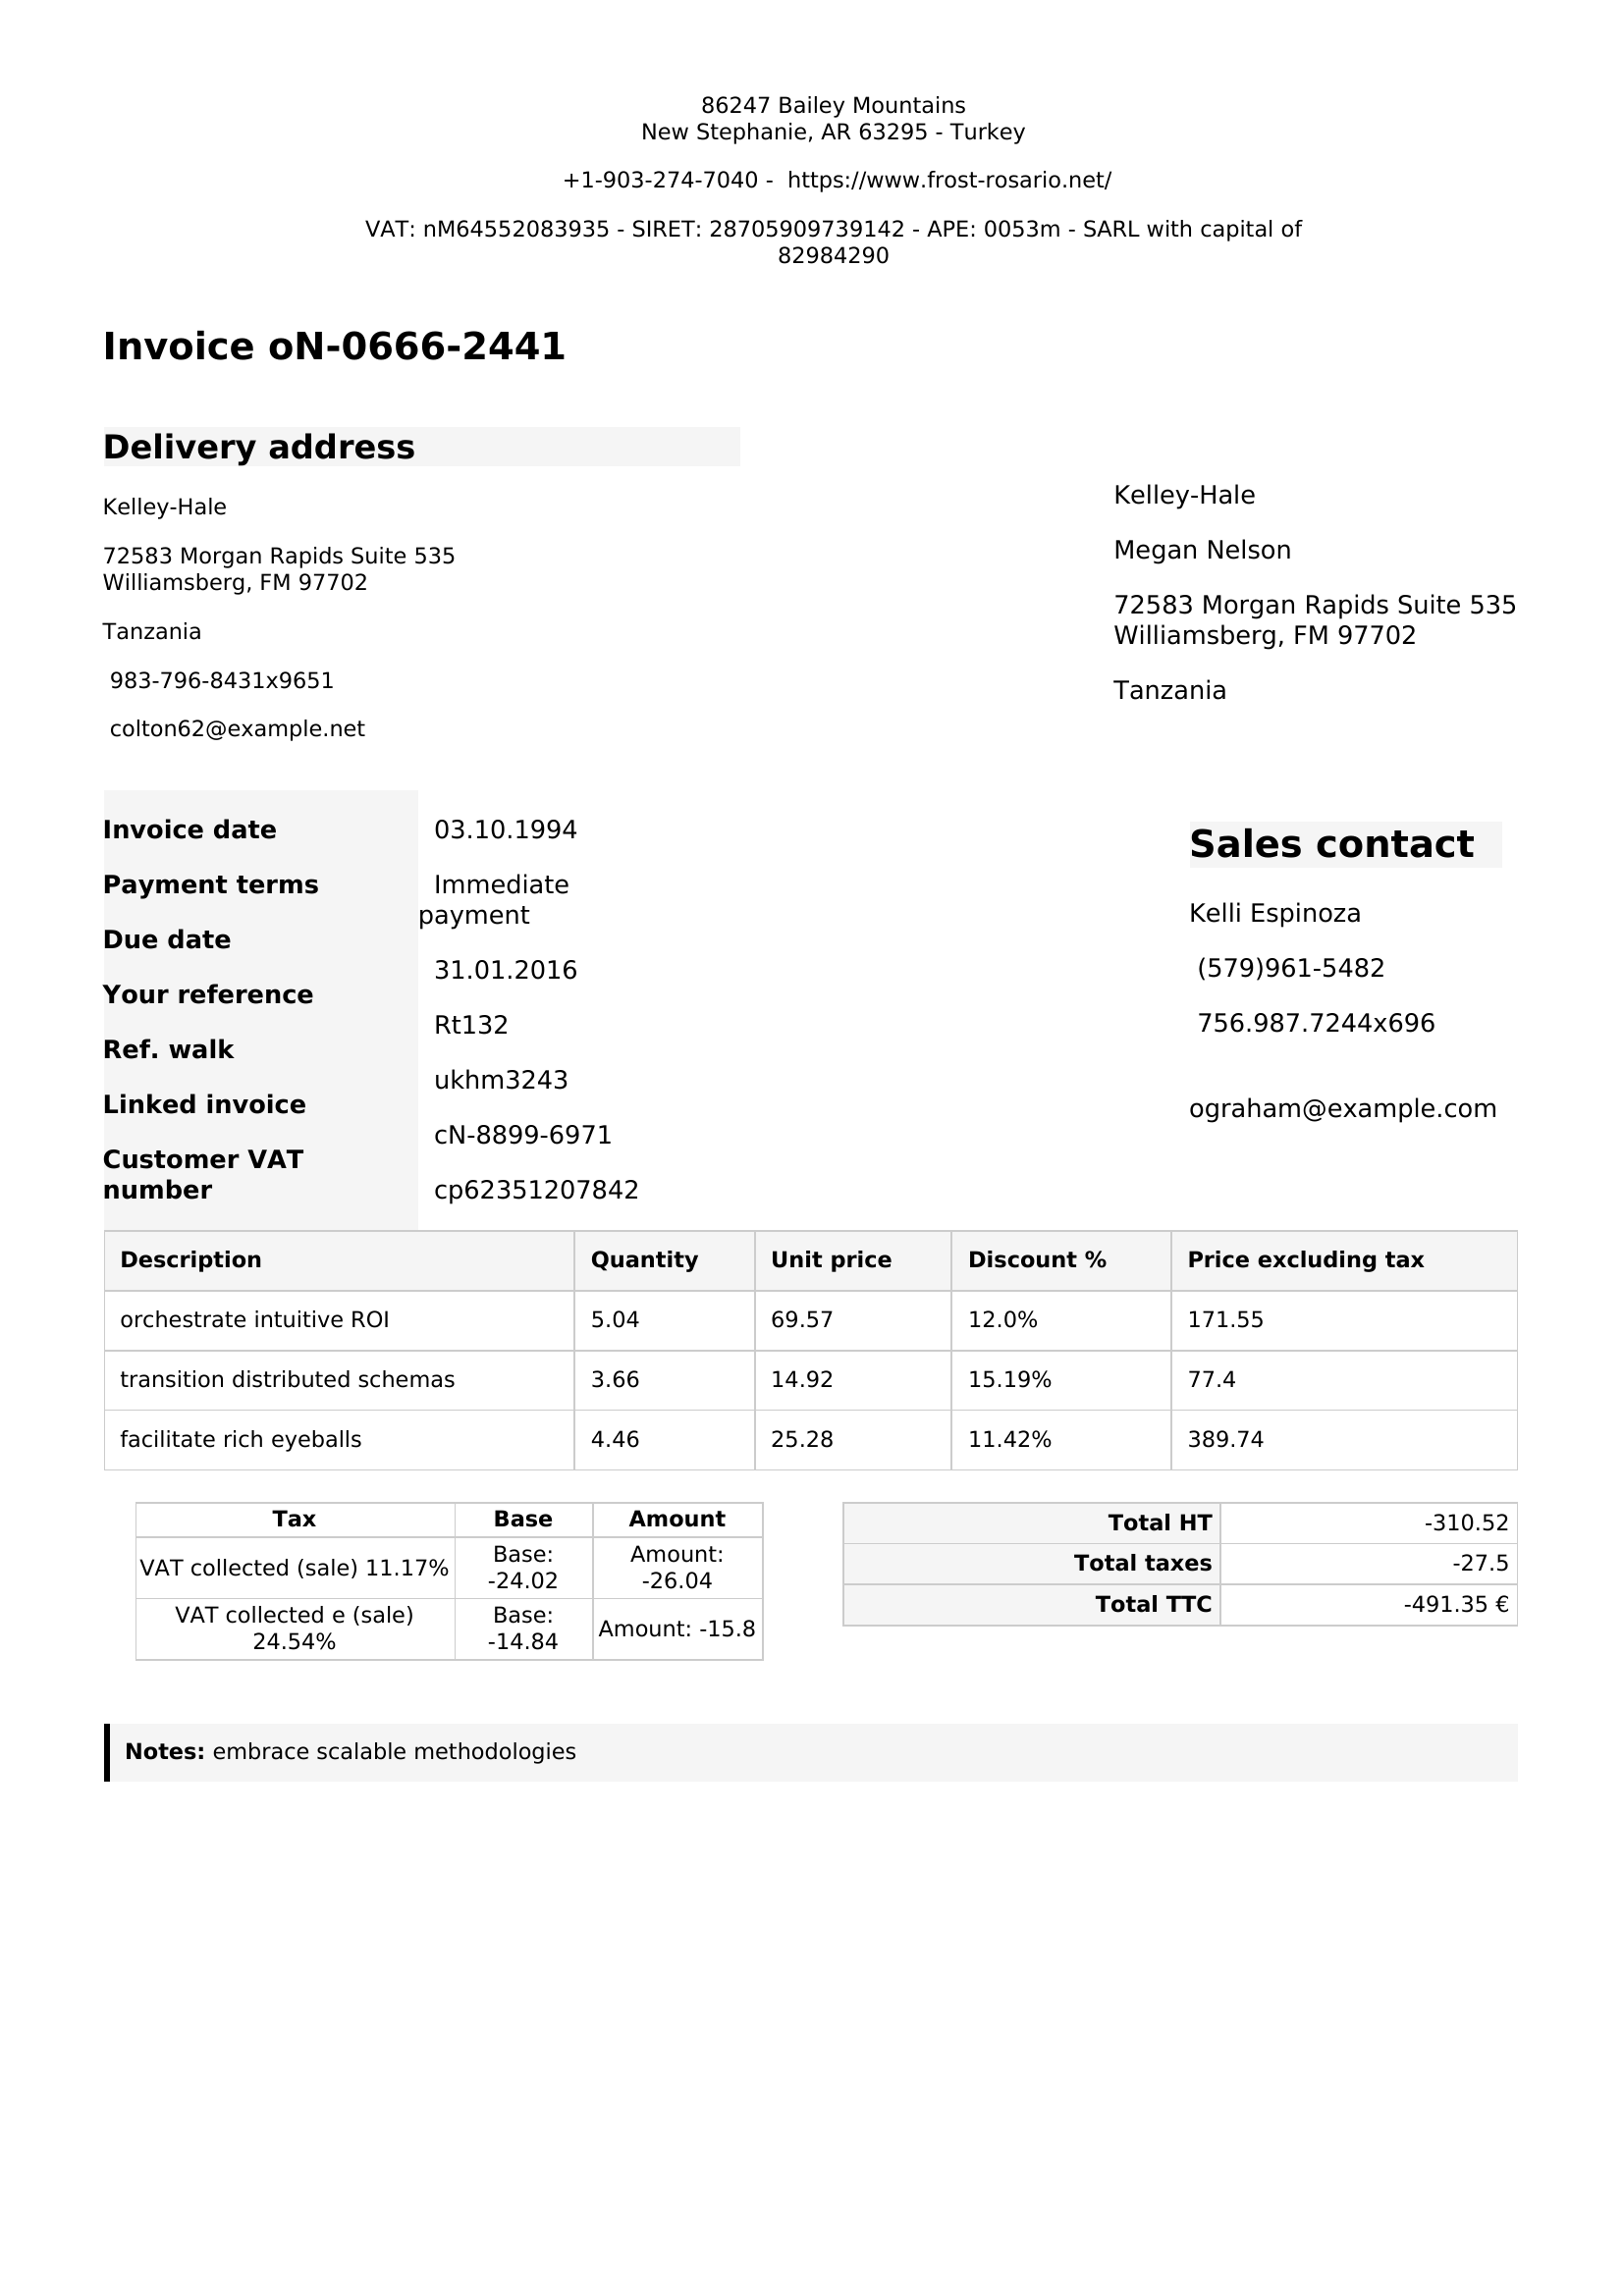 86247 Bailey Mountains
New Stephanie, AR 63295 - Turkey
+1-903-274-7040 -  https://www.frost-rosario.net/
VAT: nM64552083935 - SIRET: 28705909739142 - APE: 0053m - SARL with capital of
82984290
Invoice oN-0666-2441
Delivery address
Kelley-Hale
72583 Morgan Rapids Suite 535
Williamsberg, FM 97702
Tanzania
983-796-8431x9651
colton62@example.net
Kelley-Hale
Megan Nelson
72583 Morgan Rapids Suite 535
Williamsberg, FM 97702
Tanzania
Invoice date
Payment terms
Due date
Your reference
Ref. walk
Linked invoice
Customer VAT
number
03.10.1994
Immediate
payment
31.01.2016
Rt132
ukhm3243
cN-8899-6971
cp62351207842
Sales contact
Kelli Espinoza
(579)961-5482
756.987.7244x696
ograham@example.com
Description Quantity Unit price Discount % Price excluding tax
orchestrate intuitive ROI 5.04 69.57 12.0% 171.55
transition distributed schemas 3.66 14.92 15.19% 77.4
facilitate rich eyeballs 4.46 25.28 11.42% 389.74
Tax Base Amount
VAT collected (sale) 11.17% Base: -24.02 Amount: -26.04
VAT collected e (sale) 24.54% Base: -14.84 Amount: -15.8
Total HT -310.52
Total taxes -27.5
Total TTC -491.35 €
Notes: embrace scalable methodologies